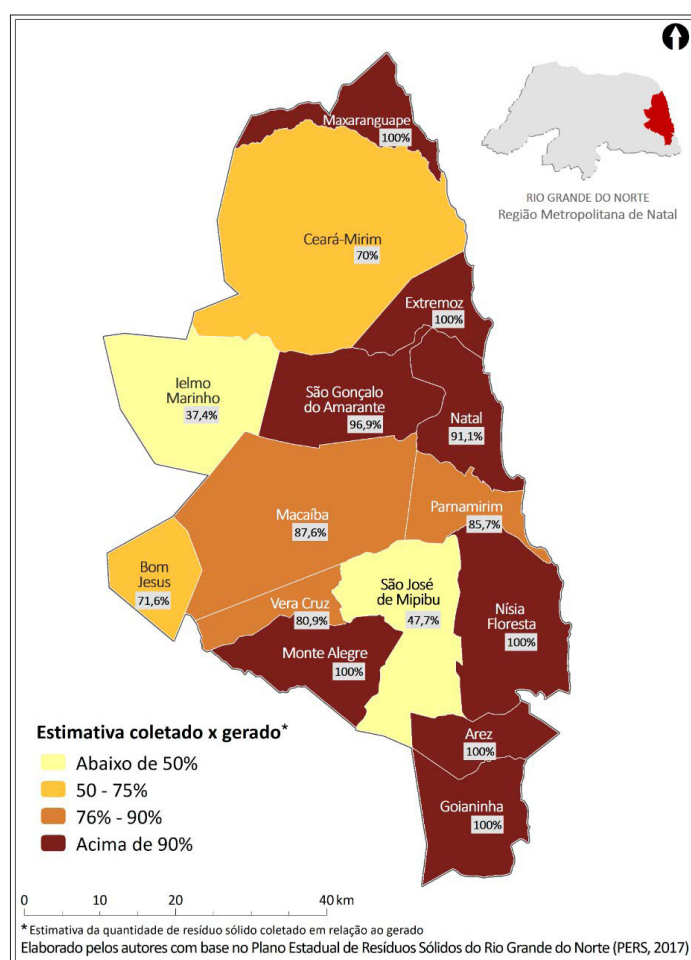 Maxaranguape
100%
RIO GRANDE DO NORTE
Região Metropolitana de Natal
Ceará-Mirim
70%
Extremoz
100%
Ielmo
Marinho
37,4%
São Gonçalo
do Amarante
96,9%
Natal
91,1%
Macaíba
87,6%
Parnamirim
85,7%
Bom
Jesus
71,6%
Vera Cruz
80,9%
São José
de Mipibu
47,7%
Nísia
Floresta
100%
Monte Alegre
100%
Arez
100%
Goianinha
100%
Estimativa coletado x gerado*
Abaixo de 50%
50 - 75%
76% - 90%
Acima de 90%
0 10 20 40 km
* Estimativa da quantidade de resíduo sólido coletado em relação ao gerado
Elaborado pelos autores com base no Plano Estadual de Resíduos Sólidos do Rio Grande do Norte (PERS, 2017)